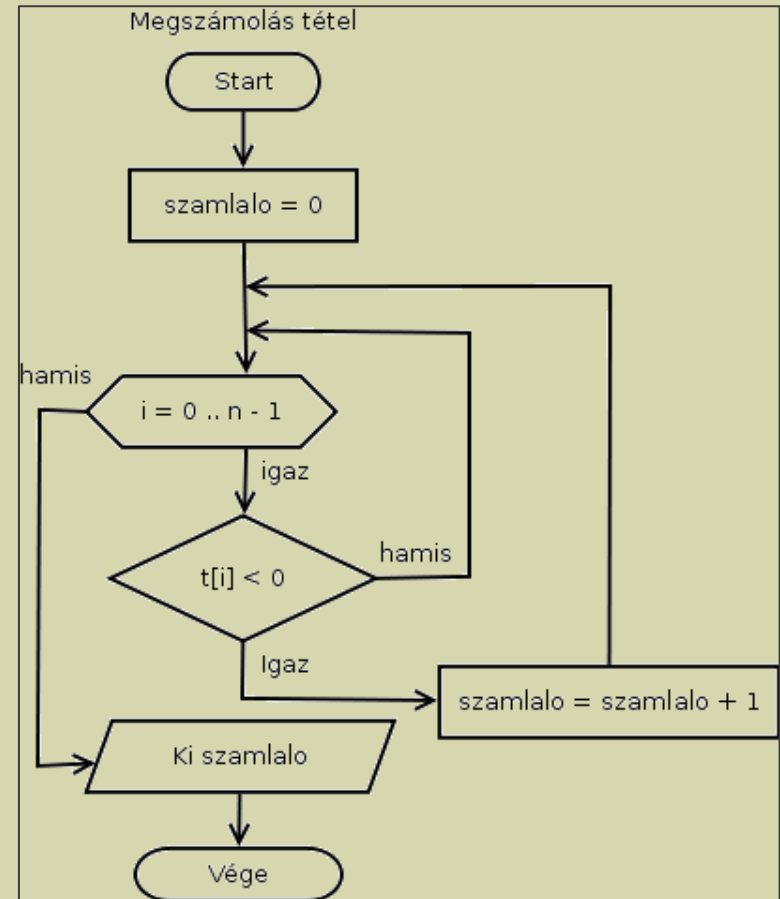 Megszámolás tétel
Start
szamlalo = 0
hamis
i = 0 .. n - 1
igaz
hamis
t[i] < 0
Igaz
szamlalo = szamlalo + 1
Ki szamlalo
Vége